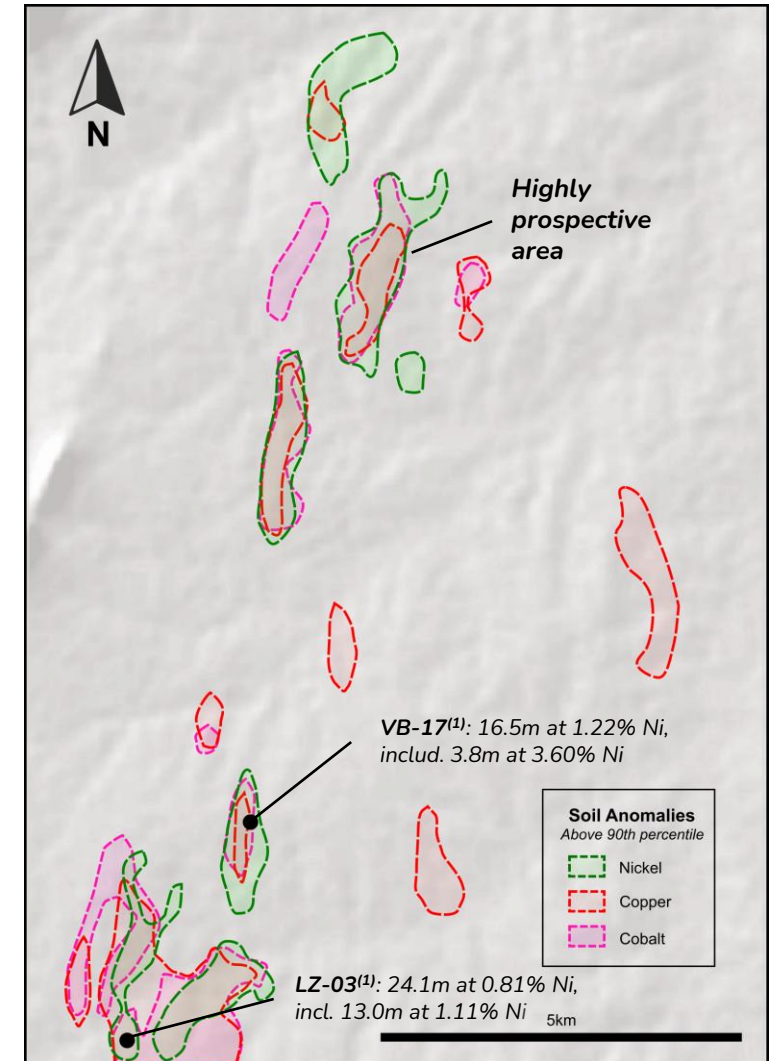 N
Highly
prospective
area
VB-17⁽¹⁾: 16.5m at 1.22% Ni,
includ. 3.8m at 3.60% Ni
Soil Anomalies
Above 90th percentile
Nickel
Copper
Cobalt
LZ-03⁽¹⁾: 24.1m at 0.81% Ni,
incl. 13.0m at 1.11% Ni
5km